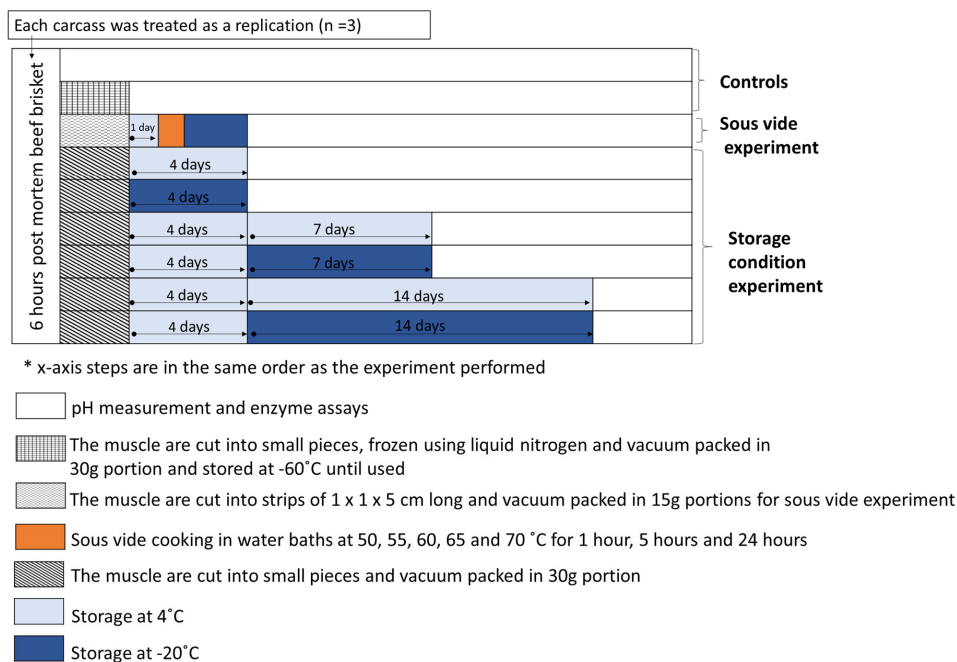 Each carcass was treated as a replication (n =3)
6 hours post mortem beef brisket
Controls
1 day
Sous vide
experiment
4 days
4 days
4 days
7 days
4 days
7 days
4 days
14 days
4 days
14 days
Storage
condition
experiment
* x-axis steps are in the same order as the experiment performed
pH measurement and enzyme assays
The muscle are cut into small pieces, frozen using liquid nitrogen and vacuum packed in
30g portion and stored at -60˚C until used
The muscle are cut into strips of 1 x 1 x 5 cm long and vacuum packed in 15g portions for sous vide experiment
Sous vide cooking in water baths at 50, 55, 60, 65 and 70 ˚C for 1 hour, 5 hours and 24 hours
The muscle are cut into small pieces and vacuum packed in 30g portion
Storage at 4˚C
Storage at -20˚C